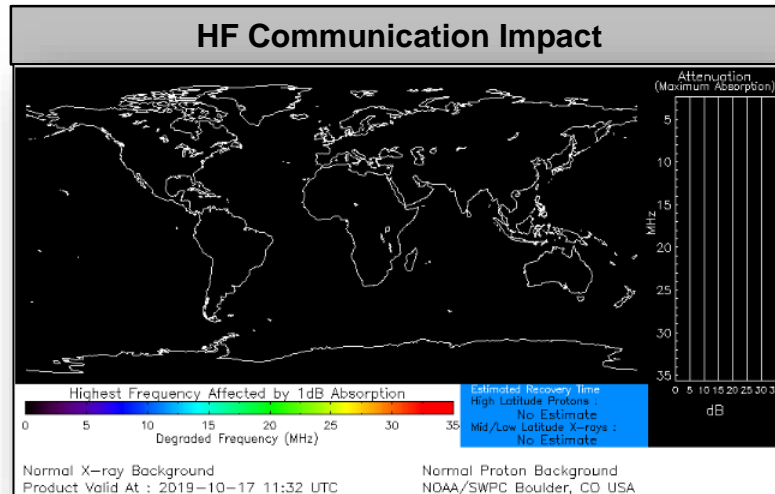 HF Communication Impact
Attenuation
(Maximum Absorption)
5
10
15
MHz
20
25
30
35
0 5 10 15 20 25 30 3
dB
Highest Frequency Affected by 1dB Absorption
0 5 10 15 20 25 30 35
Degraded Frequency (MHz)
Estimated Recovery Time
High Latitude Protons :
No Estimate
Mid/Low Latitude X-rays :
No Estimate
Normal X-ray Background
Product Valid At : 2019-10-17 11:32 UTC
Normal Proton Background
NOAA/SWPC Boulder, CO USA